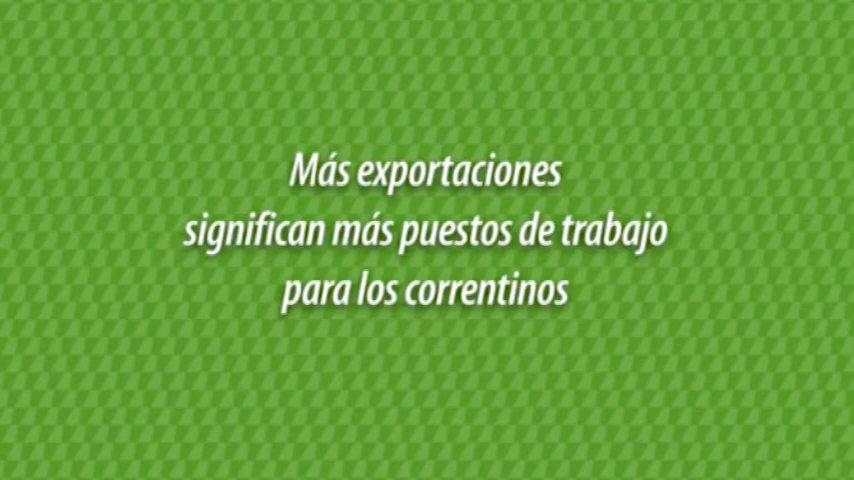 Más exportaciones
significan más puestos de trabajo
para los correntinos